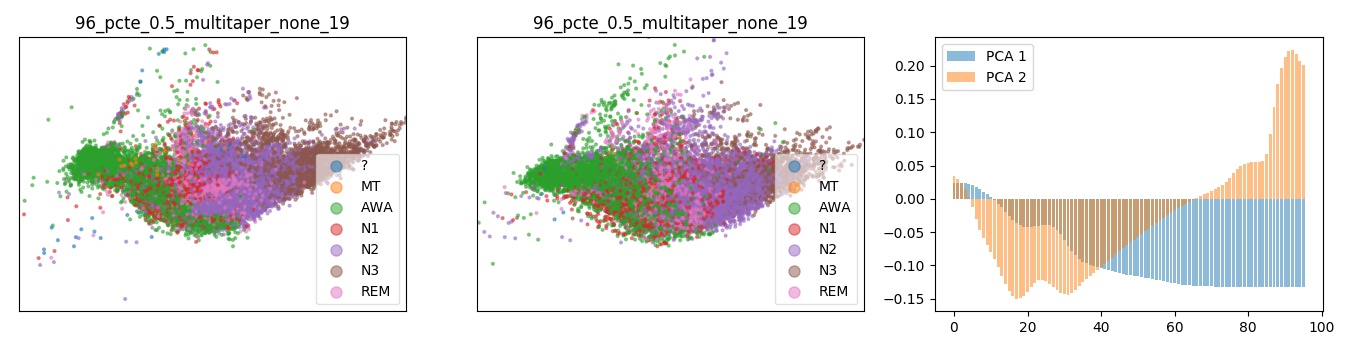 96_pcte_0.5_multitaper_none_19
?
MT
AWA
N1
N2
N3
REM
96_pcte_0.5_multitaper_none_19
?
MT
AWA
N1
N2
N3
REM
PCA 1
PCA 2
0.20
0.15
0.10
0.05
0.00
−0.05
−0.10
−0.15
0 20 40 60 80 100